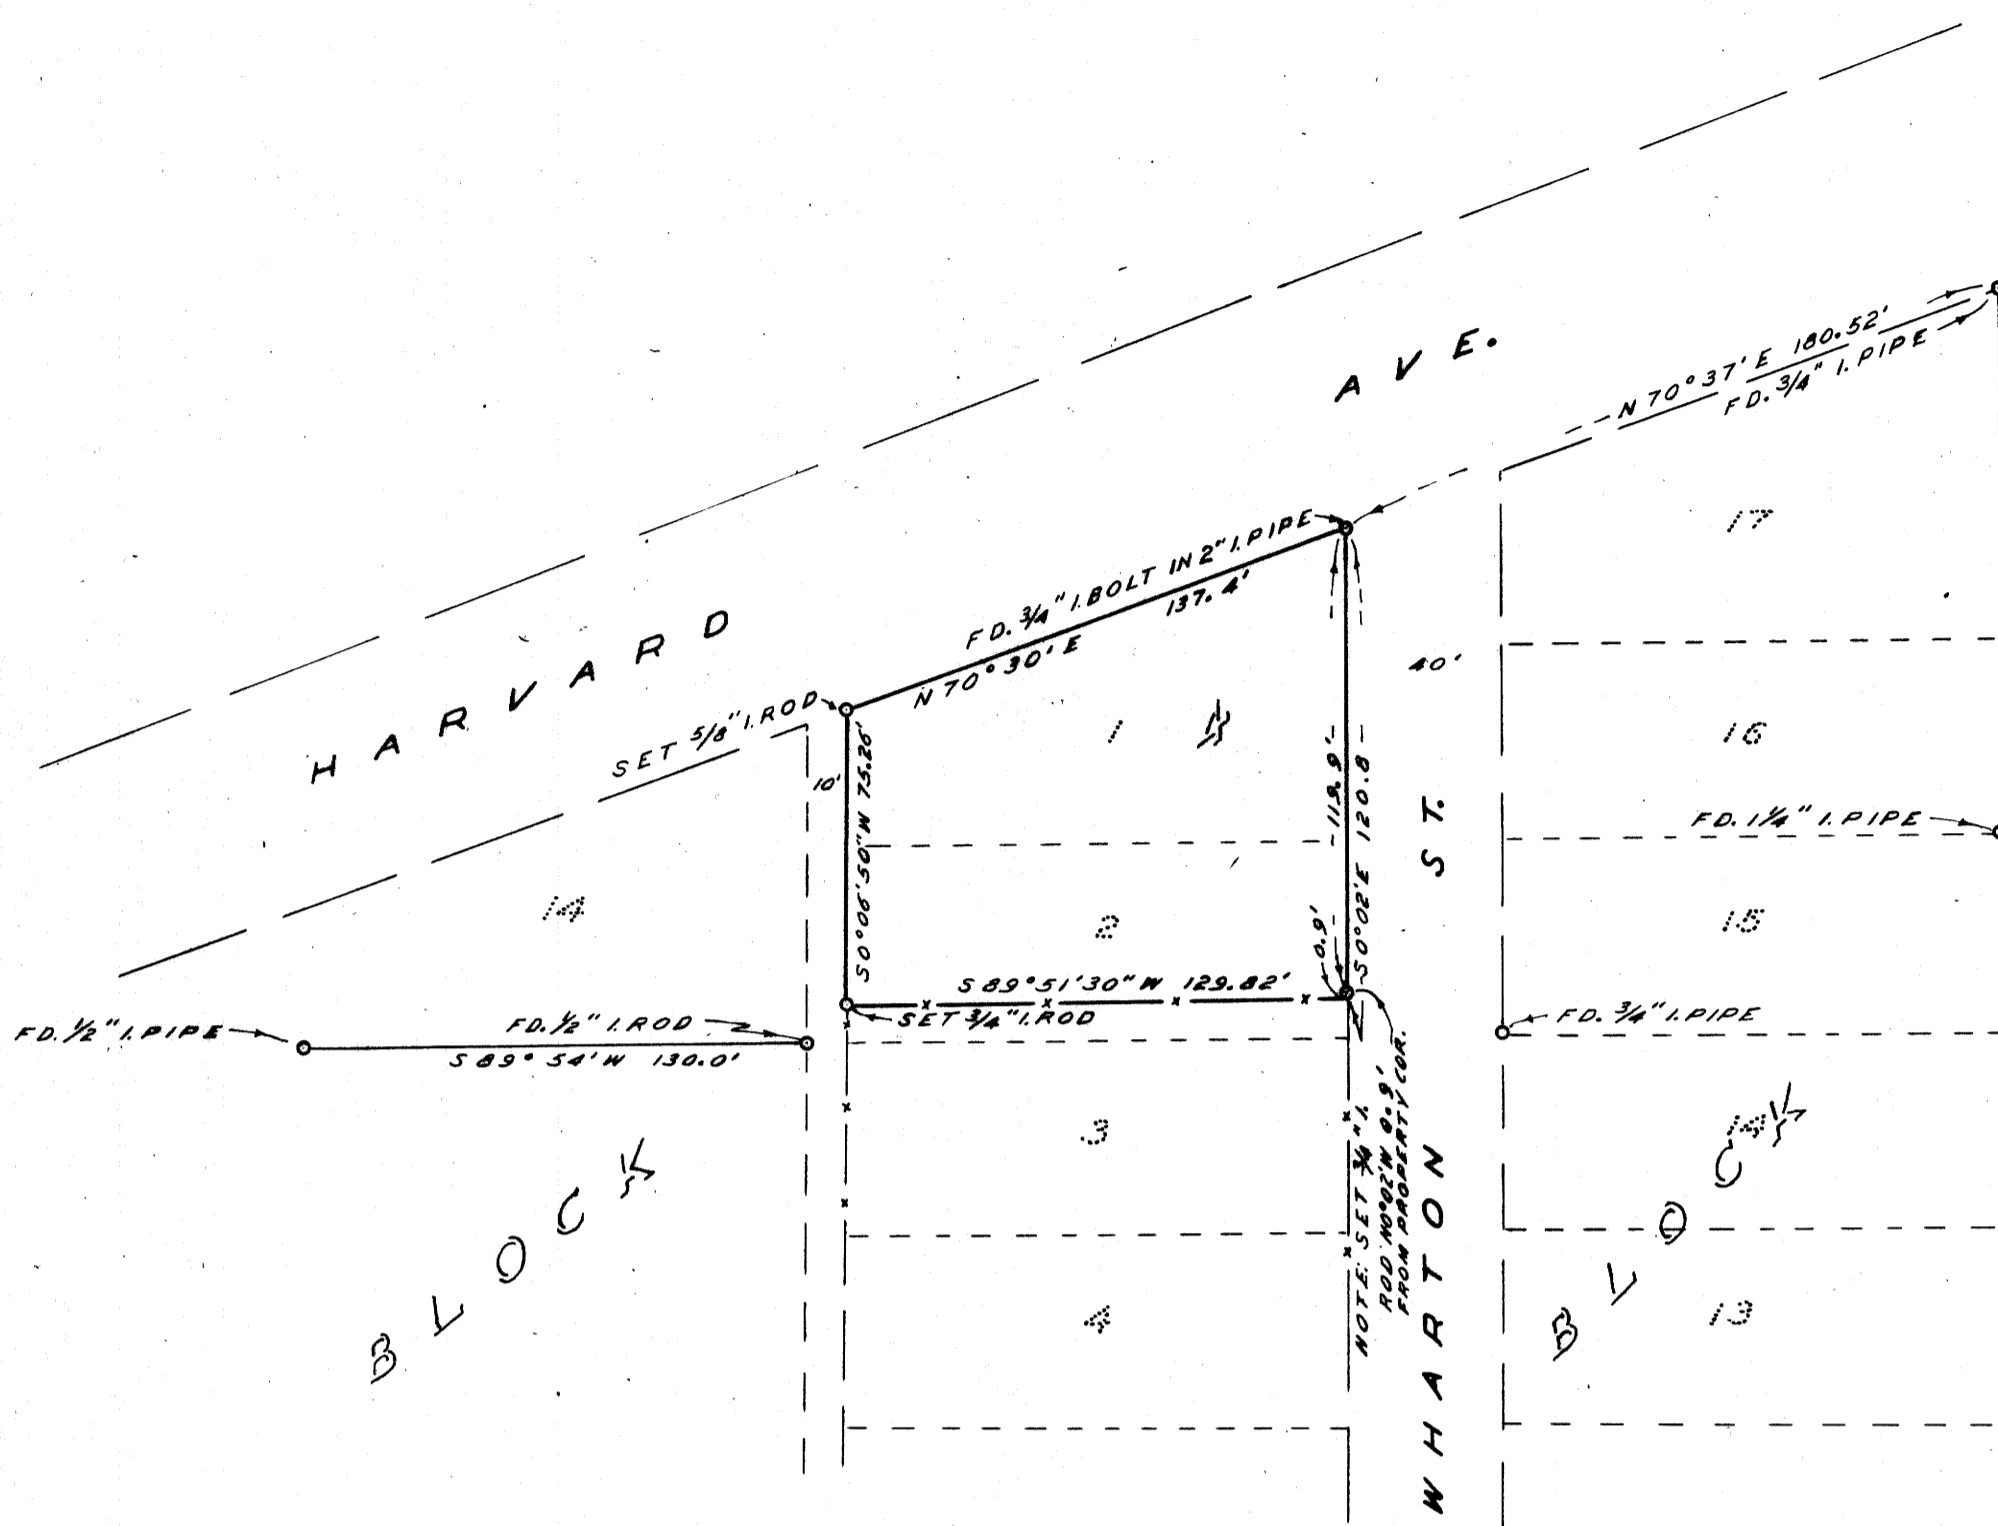 HARVARD AVE.
N 70° 37' E 180.52'
FD. 3/4" I. PIPE
17
FD. 3/4" I. BOLT IN 2" I. PIPE
137.4'
N 70° 30' E
40'
SET 5/8" I. ROD
1
16
10'
S 0° 06' 50" W 75.26'
119.9'
S 0° 02' E 120.8
FD. 1 1/4" I. PIPE
14
2
15
0.9'
S 89° 51' 30" W 129.82'
SET 3/4" I. ROD
FD. 1/2" I. PIPE
FD. 1/2" I. ROD
S 89° 54' W 130.0'
FD. 3/4" I. PIPE
3
14
NOTE: SET 3/4" I.
ROD N0°02'W 0.9'
FROM PROPERTY COR.
BLOCK
BLOCK
4
13
WHARTON ST.